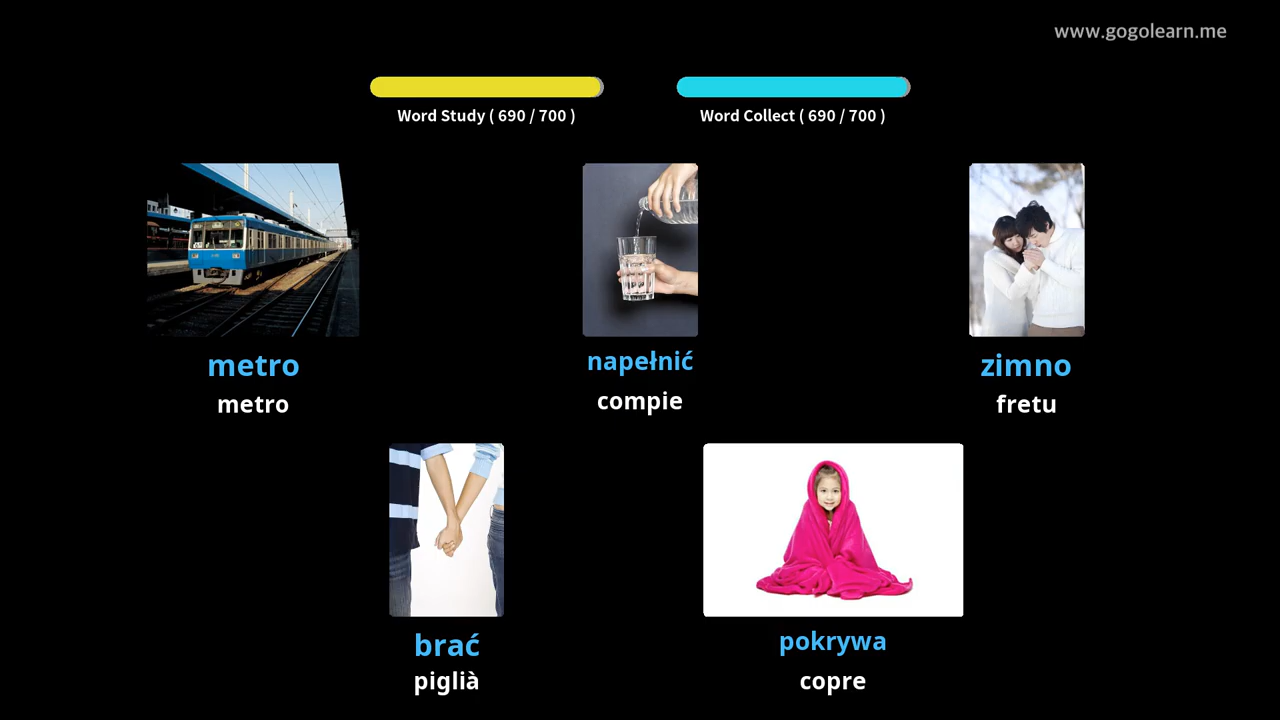 www.gogolearn.me
Word Study ( 690 / 700 )
Word Collect ( 690 / 700 )
metro
metro
napełnić
compie
zimno
fretu
brać
piglià
pokrywa
copre